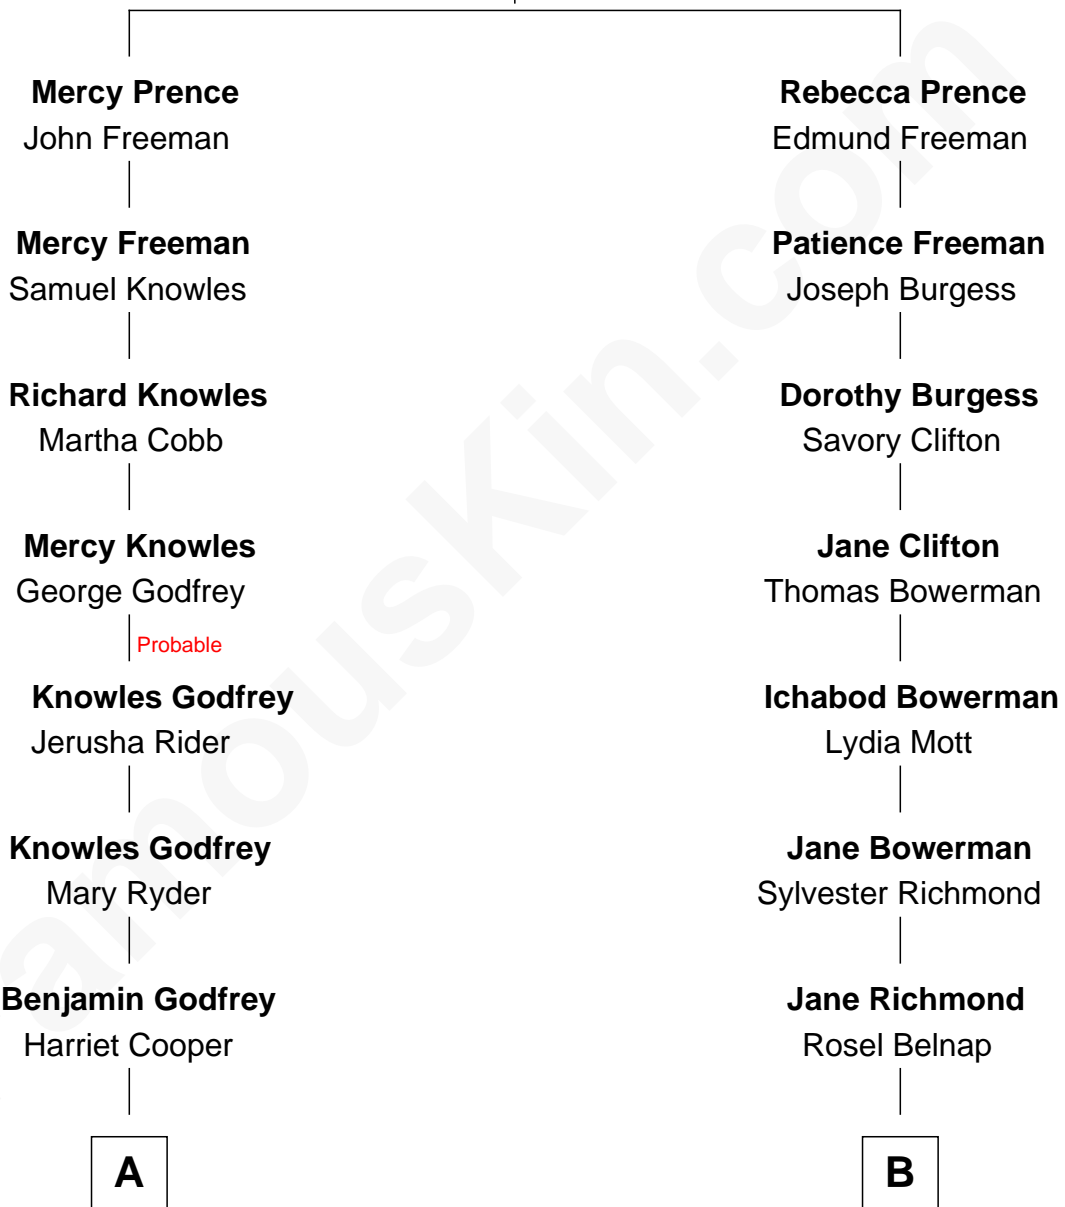 Mercy Prence
John Freeman
Rebecca Prence
Edmund Freeman
Mercy Freeman
Samuel Knowles
Patience Freeman
Joseph Burgess
Richard Knowles
Martha Cobb
Dorothy Burgess
Savory Clifton
Mercy Knowles
George Godfrey
Jane Clifton
Thomas Bowerman
Probable
Knowles Godfrey
Jerusha Rider
Ichabod Bowerman
Lydia Mott
Knowles Godfrey
Mary Ryder
Jane Bowerman
Sylvester Richmond
Benjamin Godfrey
Harriet Cooper
Jane Richmond
Rosel Belnap
A
B
amouskin.com